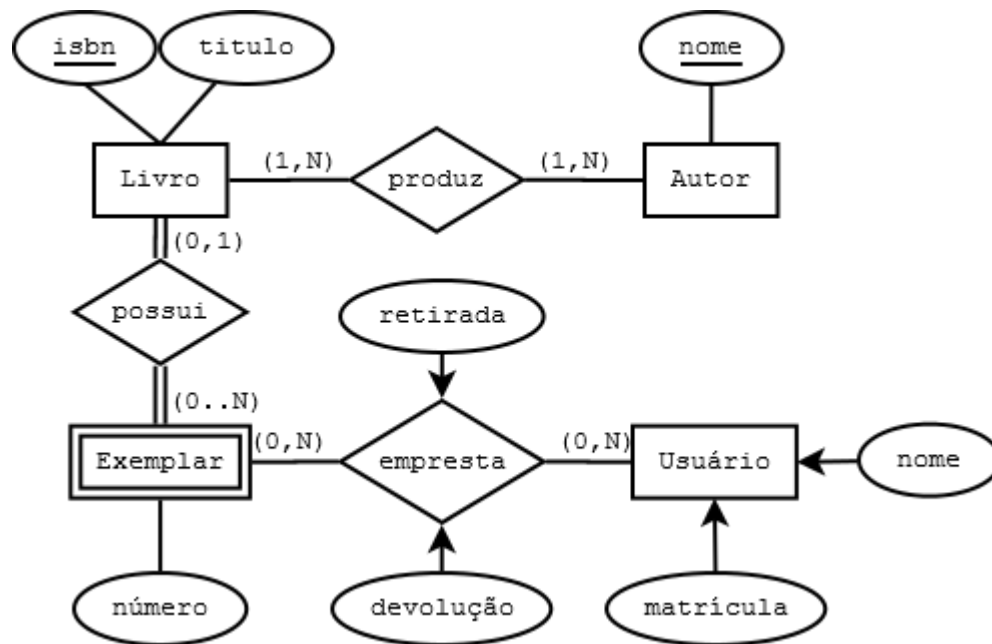 isbn
titulo
nome
Livro
(1,N)
produz
(1,N)
Autor
(0,1)
possui
retirada
(0..N)
(0,N)
(0,N)
Exemplar
empresta
Usuário
nome
número
devolução
matrícula